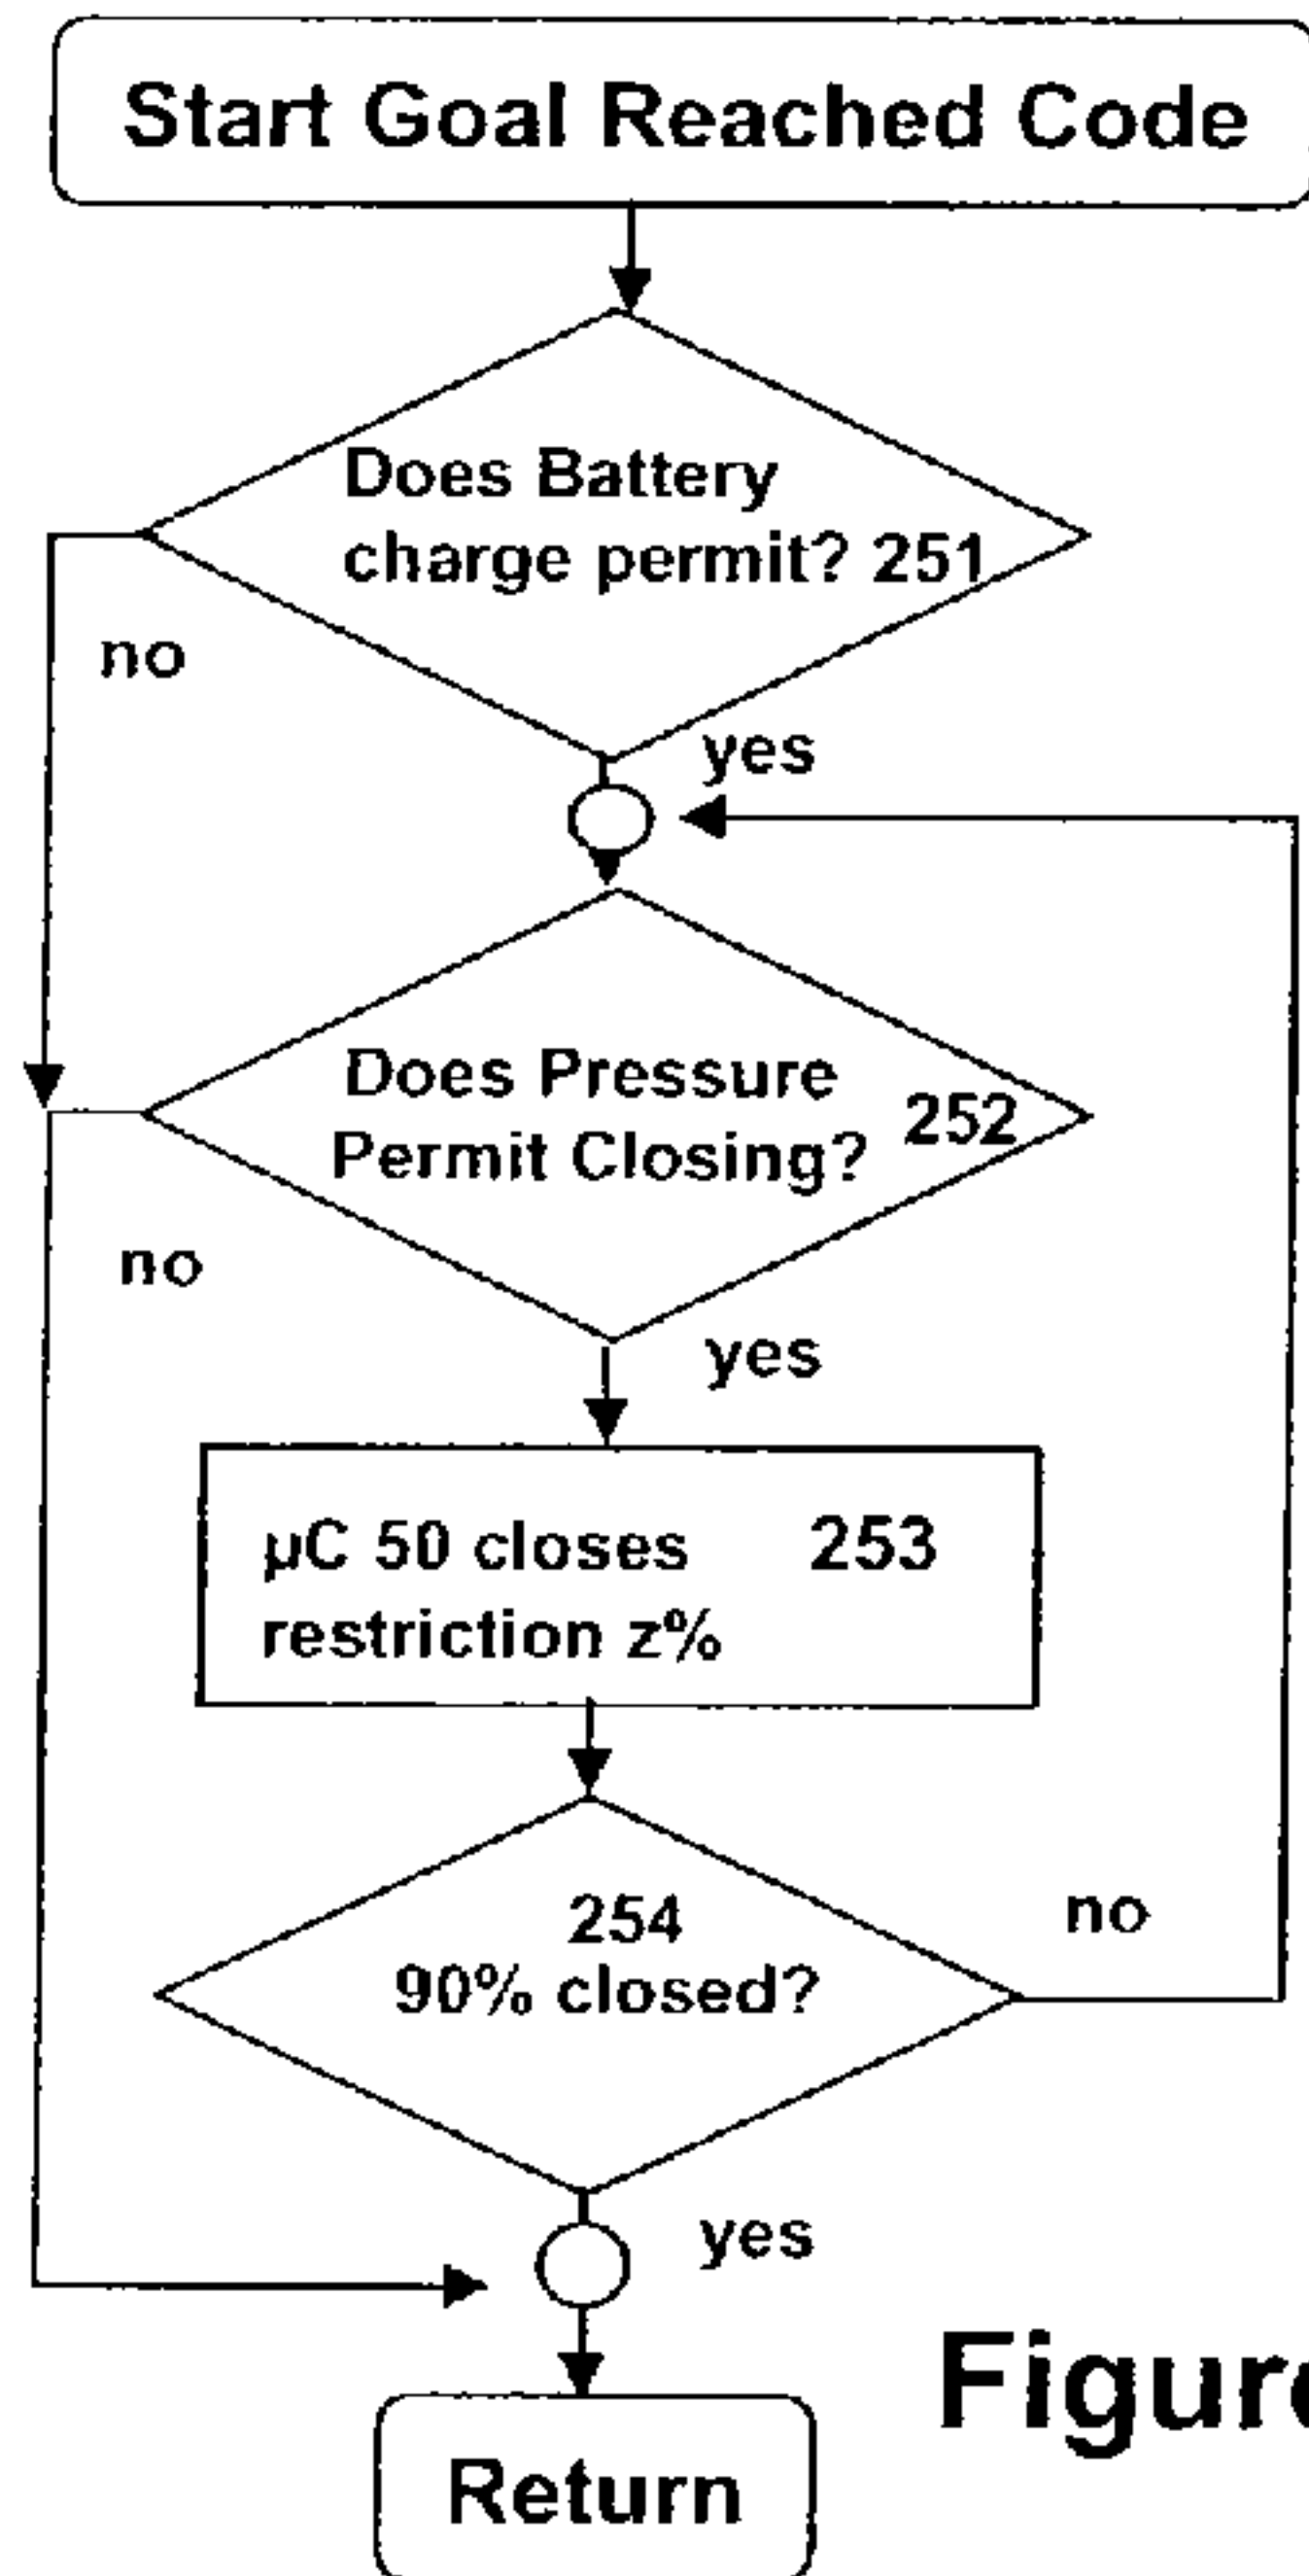 Start Goal Reached Code
Does Battery
charge permit? 251
no
yes
Does Pressure
252
Permit Closing?
no
yes
µC 50 closes 253
restriction z%
254
no
90% closed?
yes
Figure
Return